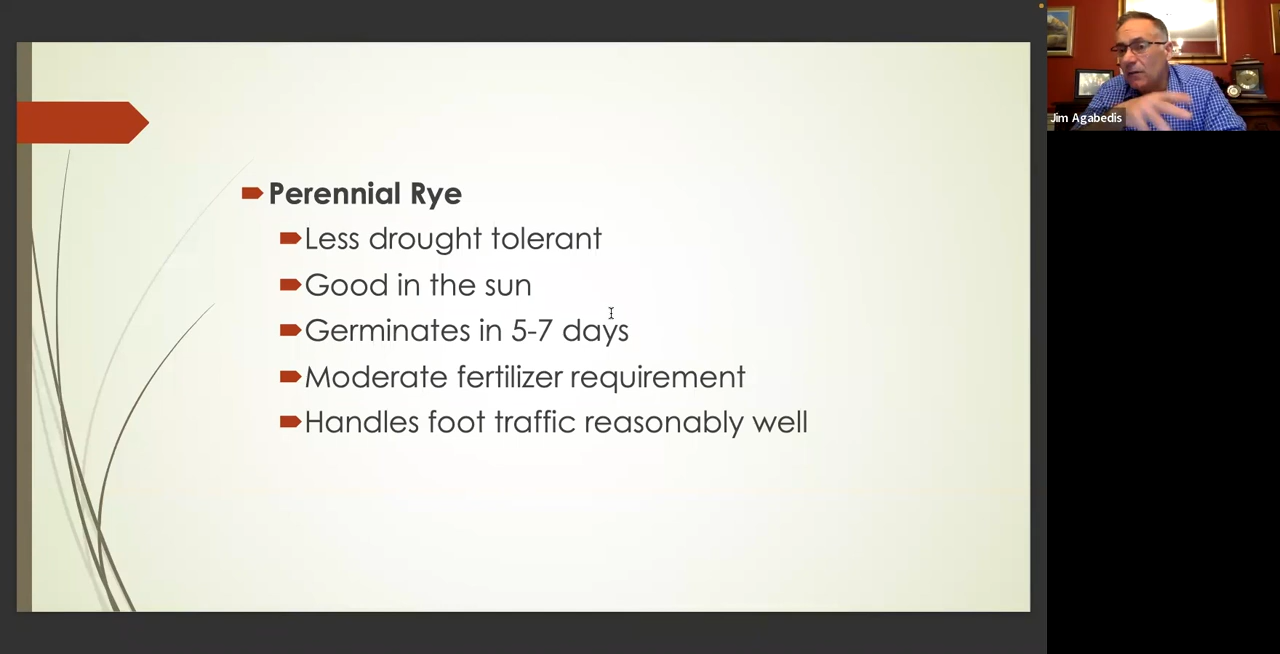 Perennial Rye
Less drought tolerant
Good in the sun
Germinates in 5-7 days
Moderate fertilizer requirement
Handles foot traffic reasonably well
Jim Agabedis